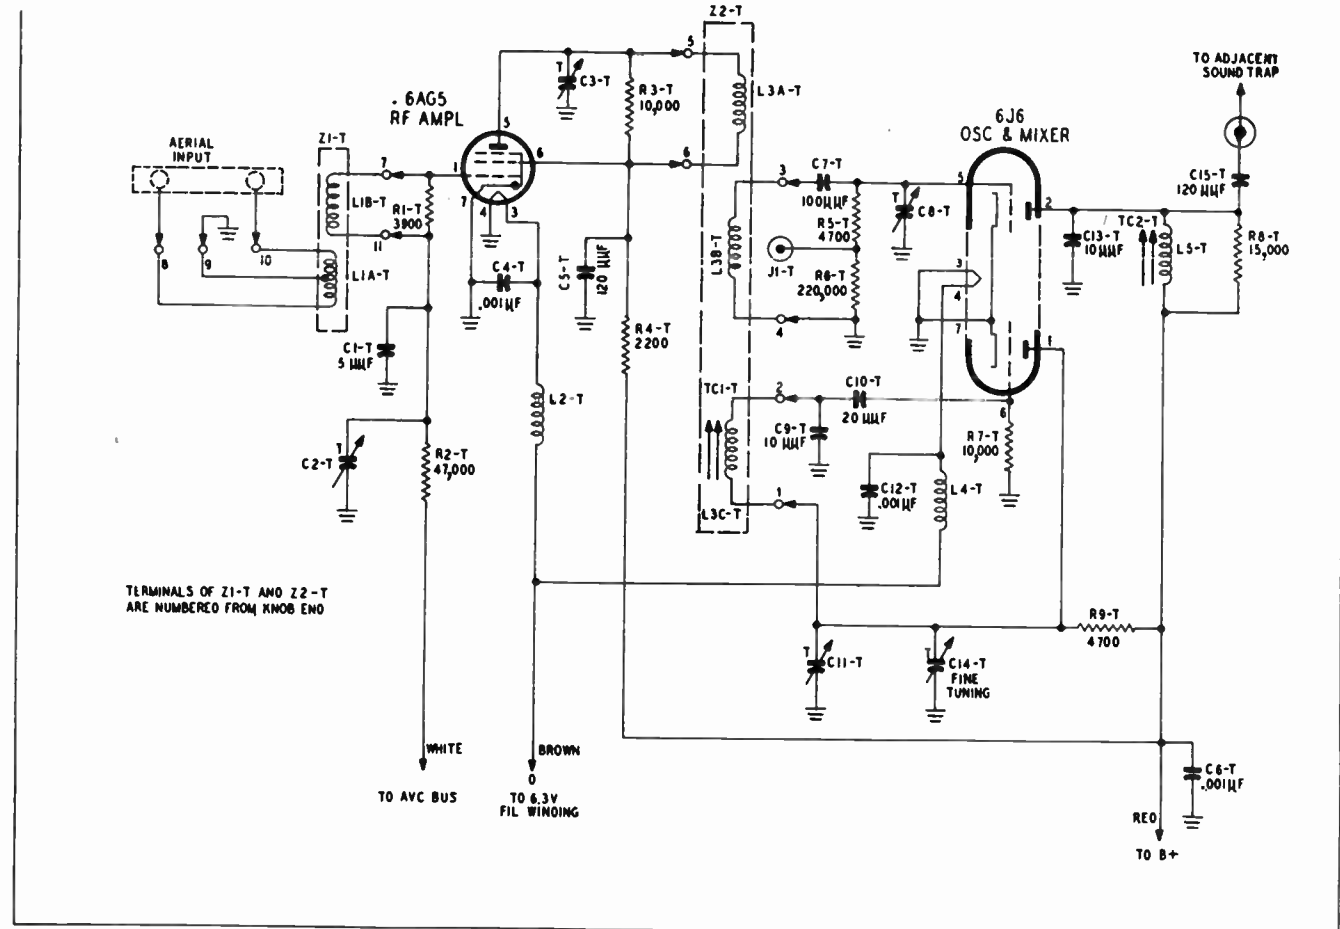 Z2-T
TO ADJACENT
SOUND TRAP
5
T
C3-T
R3-T
10,000
L3A-T
6AG5
RF AMPL
6J6
OSC & MIXER
5
AERIAL
INPUT
Z1-T
7
1
6
6
C7-T
3
5
C15-T
120 µµF
L1B-T
R1-T
3900
7
4
3
100µµF
T
C8-T
2
TC2-T
R5-T
4700
C13-T
10µµF
L5-T
R8-T
15,000
11
8
9
10
L1A-T
C4-T
.001µF
C5-T
120 µµF
L3B-T
J1-T
R6-T
220,000
3
4
7
R4-T
2200
4
C1-T
5 µµF
1
TC1-T
2
C10-T
20 µµF
6
L2-T
C9-T
10 µµF
R7-T
10,000
C2-T
T
R2-T
47,000
L3C-T
1
C12-T
.001µF
L4-T
TERMINALS OF Z1-T AND Z2-T
ARE NUMBERED FROM KNOB END
R9-T
4700
T
C11-T
T
C14-T
FINE
TUNING
WHITE
BROWN
TO AVC BUS
TO 6.3V
FIL WINDING
C6-T
.001µF
RED
TO B+